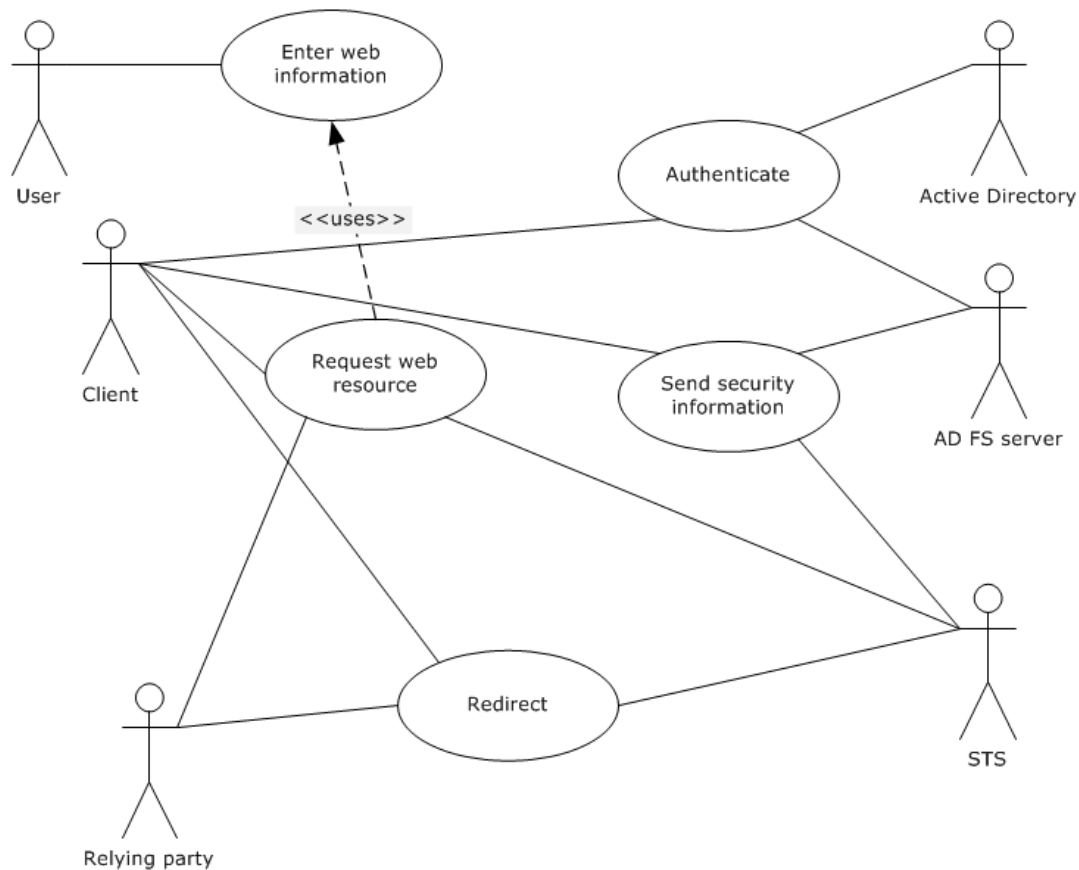 Enter web
information
User
Authenticate
Active Directory
<<uses>>
Client
Request web
resource
Send security
information
AD FS server
Redirect
STS
Relying party